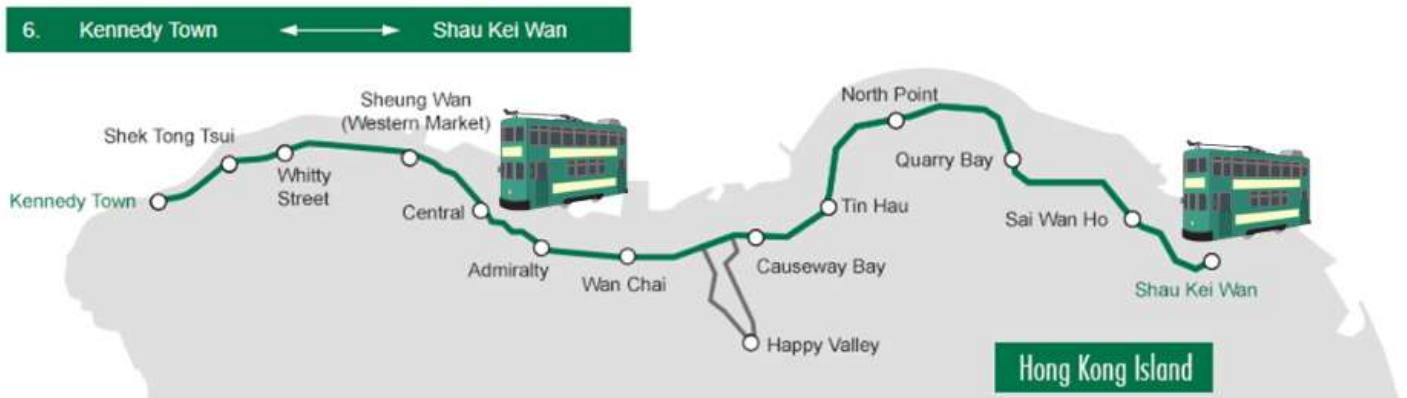 6. Kennedy Town Shau Kei Wan
Sheung Wan
(Western Market)
Shek Tong Tsui
Whitty
Street
Kennedy Town
Central
Admiralty
Wan Chai
Causeway Bay
Happy Valley
Tin Hau
North Point
Quarry Bay
Sai Wan Ho
Shau Kei Wan
Hong Kong Island